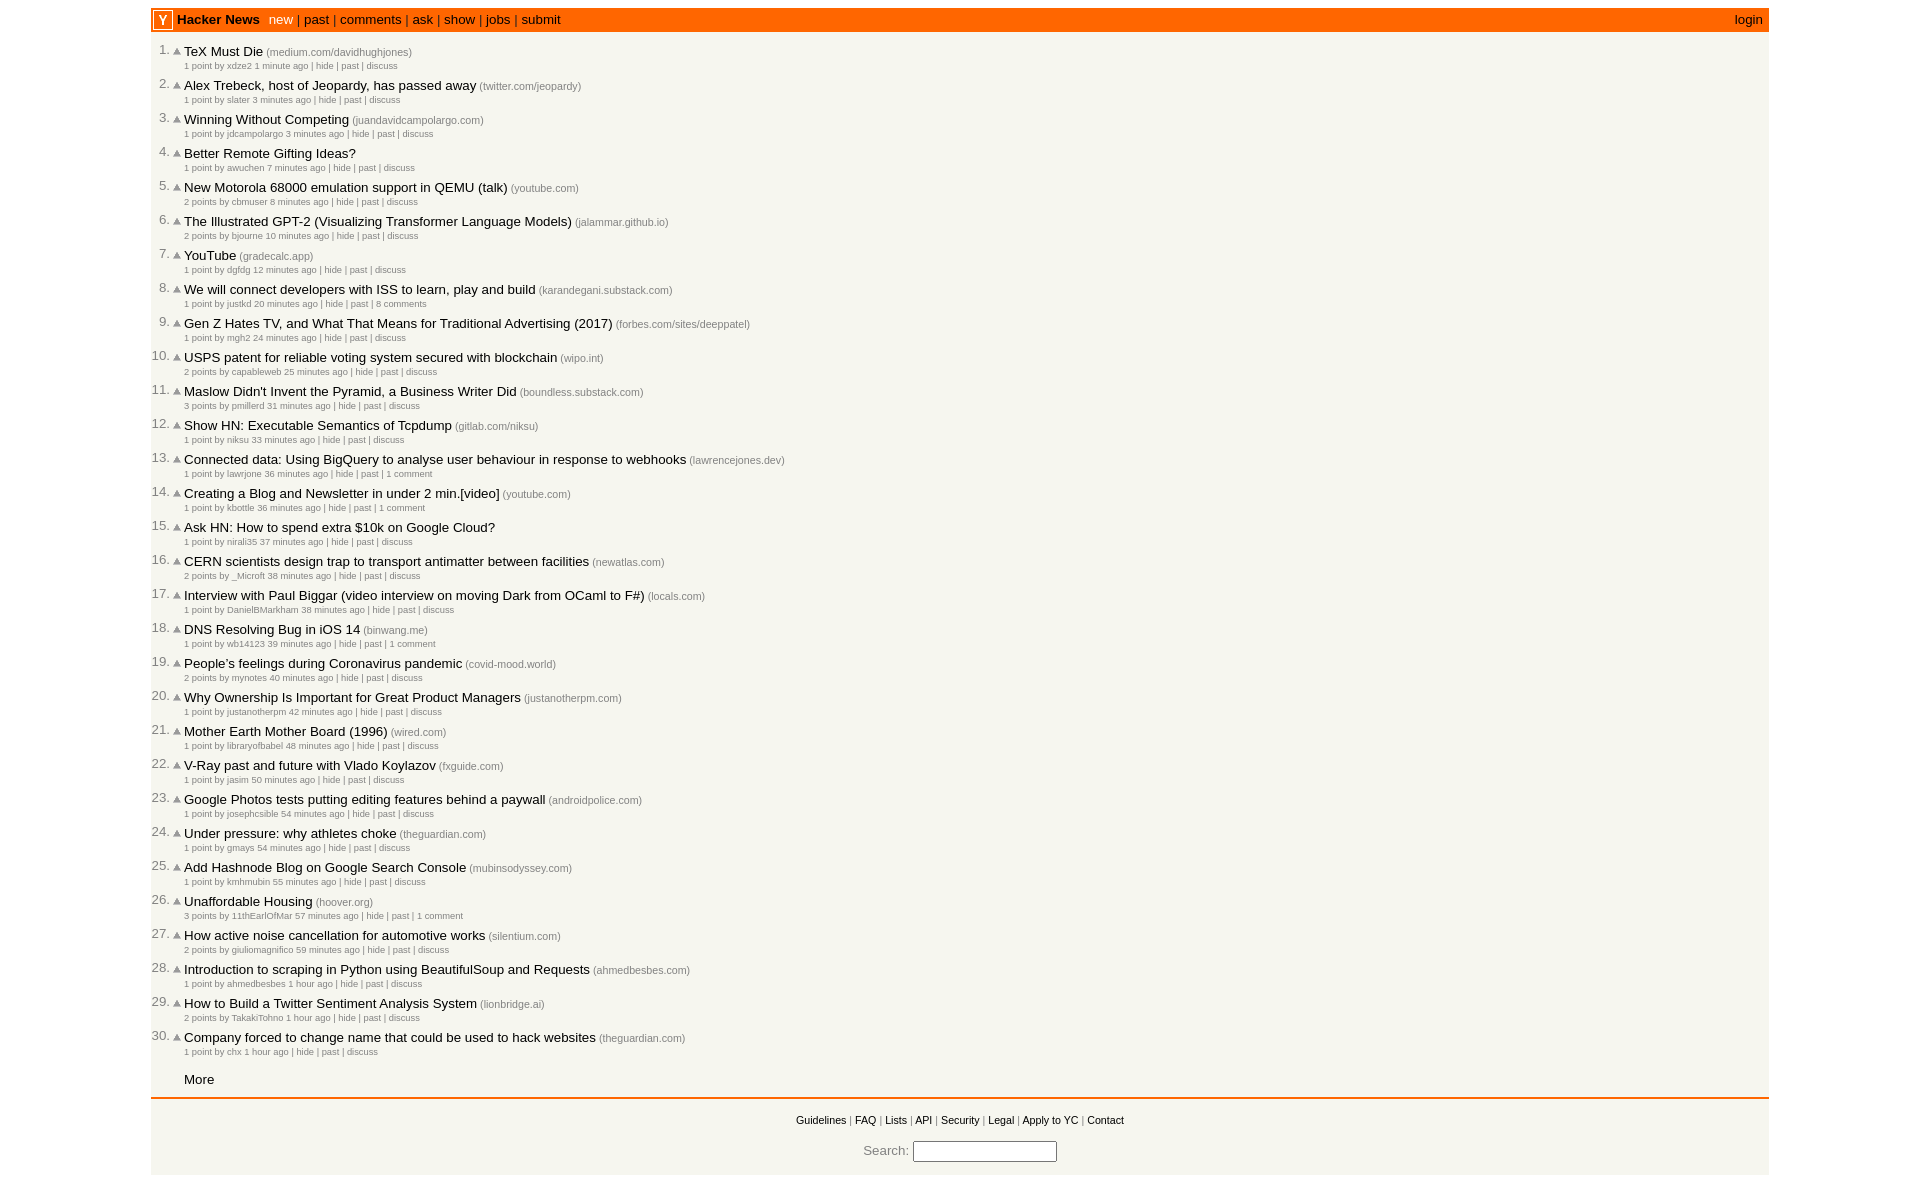 Y Hacker News new | past | comments | ask | show | jobs | submit login
1. TeX Must Die (medium.com/davidhughjones)
1 point by xdze2 1 minute ago | hide | past | discuss
2. Alex Trebeck, host of Jeopardy, has passed away (twitter.com/jeopardy)
1 point by slater 3 minutes ago | hide | past | discuss
3. Winning Without Competing (juandavidcampolargo.com)
1 point by jdcampolargo 3 minutes ago | hide | past | discuss
4. Better Remote Gifting Ideas?
1 point by awuchen 7 minutes ago | hide | past | discuss
5. New Motorola 68000 emulation support in QEMU (talk) (youtube.com)
2 points by cbmuser 8 minutes ago | hide | past | discuss
6. The Illustrated GPT-2 (Visualizing Transformer Language Models) (jalammar.github.io)
2 points by bjourne 10 minutes ago | hide | past | discuss
7. YouTube (gradecalc.app)
1 point by dgfdg 12 minutes ago | hide | past | discuss
8. We will connect developers with ISS to learn, play and build (karandegani.substack.com)
1 point by justkd 20 minutes ago | hide | past | 8 comments
9. Gen Z Hates TV, and What That Means for Traditional Advertising (2017) (forbes.com/sites/deeppatel)
1 point by mgh2 24 minutes ago | hide | past | discuss
10. USPS patent for reliable voting system secured with blockchain (wipo.int)
2 points by capableweb 25 minutes ago | hide | past | discuss
11. Maslow Didn't Invent the Pyramid, a Business Writer Did (boundless.substack.com)
3 points by pmillerd 31 minutes ago | hide | past | discuss
12. Show HN: Executable Semantics of Tcpdump (gitlab.com/niksu)
1 point by niksu 33 minutes ago | hide | past | discuss
13. Connected data: Using BigQuery to analyse user behaviour in response to webhooks (lawrencejones.dev)
1 point by lawrjone 36 minutes ago | hide | past | 1 comment
14. Creating a Blog and Newsletter in under 2 min.[video] (youtube.com)
1 point by kbottle 36 minutes ago | hide | past | 1 comment
15. Ask HN: How to spend extra $10k on Google Cloud?
1 point by nirali35 37 minutes ago | hide | past | discuss
16. CERN scientists design trap to transport antimatter between facilities (newatlas.com)
2 points by _Microft 38 minutes ago | hide | past | discuss
17. Interview with Paul Biggar (video interview on moving Dark from OCaml to F#) (locals.com)
1 point by DanielBMarkham 38 minutes ago | hide | past | discuss
18. DNS Resolving Bug in iOS 14 (binwang.me)
1 point by wb14123 39 minutes ago | hide | past | 1 comment
19. People’s feelings during Coronavirus pandemic (covid-mood.world)
2 points by mynotes 40 minutes ago | hide | past | discuss
20. Why Ownership Is Important for Great Product Managers (justanotherpm.com)
1 point by justanotherpm 42 minutes ago | hide | past | discuss
21. Mother Earth Mother Board (1996) (wired.com)
1 point by libraryofbabel 48 minutes ago | hide | past | discuss
22. V-Ray past and future with Vlado Koylazov (fxguide.com)
1 point by jasim 50 minutes ago | hide | past | discuss
23. Google Photos tests putting editing features behind a paywall (androidpolice.com)
1 point by josephcsible 54 minutes ago | hide | past | discuss
24. Under pressure: why athletes choke (theguardian.com)
1 point by gmays 54 minutes ago | hide | past | discuss
25. Add Hashnode Blog on Google Search Console (mubinsodyssey.com)
1 point by kmhmubin 55 minutes ago | hide | past | discuss
26. Unaffordable Housing (hoover.org)
3 points by 11thEarlOfMar 57 minutes ago | hide | past | 1 comment
27. How active noise cancellation for automotive works (silentium.com)
2 points by giuliomagnifico 59 minutes ago | hide | past | discuss
28. Introduction to scraping in Python using BeautifulSoup and Requests (ahmedbesbes.com)
1 point by ahmedbesbes 1 hour ago | hide | past | discuss
29. How to Build a Twitter Sentiment Analysis System (lionbridge.ai)
2 points by TakakiTohno 1 hour ago | hide | past | discuss
30. Company forced to change name that could be used to hack websites (theguardian.com)
1 point by chx 1 hour ago | hide | past | discuss
More
Guidelines | FAQ | Lists | API | Security | Legal | Apply to YC | Contact
Search: